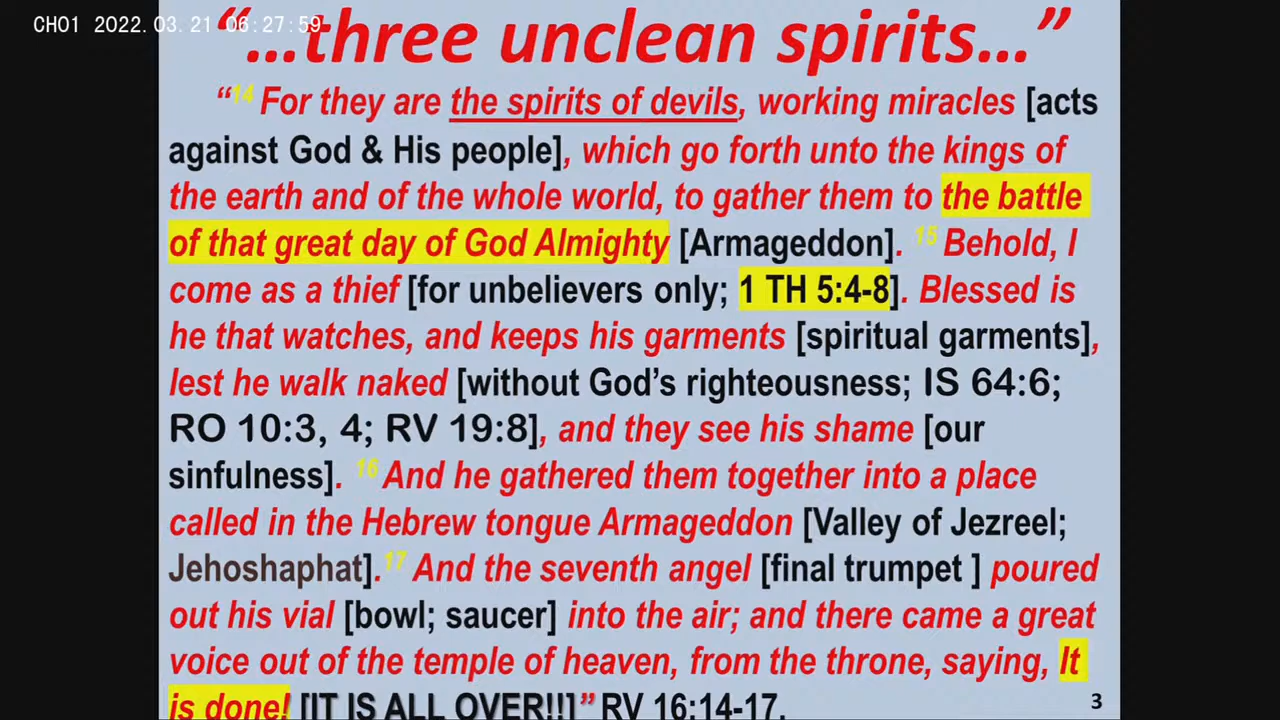 CH01 2022.03.21 06:27:59
“…three unclean spirits…”
“14 For they are the spirits of devils, working miracles [acts
against God & His people], which go forth unto the kings of
the earth and of the whole world, to gather them to the battle
of that great day of God Almighty [Armageddon]. 15 Behold, I
come as a thief [for unbelievers only; 1 TH 5:4-8]. Blessed is
he that watches, and keeps his garments [spiritual garments],
lest he walk naked [without God’s righteousness; IS 64:6;
RO 10:3, 4; RV 19:8], and they see his shame [our
sinfulness]. 16 And he gathered them together into a place
called in the Hebrew tongue Armageddon [Valley of Jezreel;
Jehoshaphat]. 17 And the seventh angel [final trumpet ] poured
out his vial [bowl; saucer] into the air; and there came a great
voice out of the temple of heaven, from the throne, saying, It
is done! [IT IS ALL OVER!!]” RV 16:14-17.
3